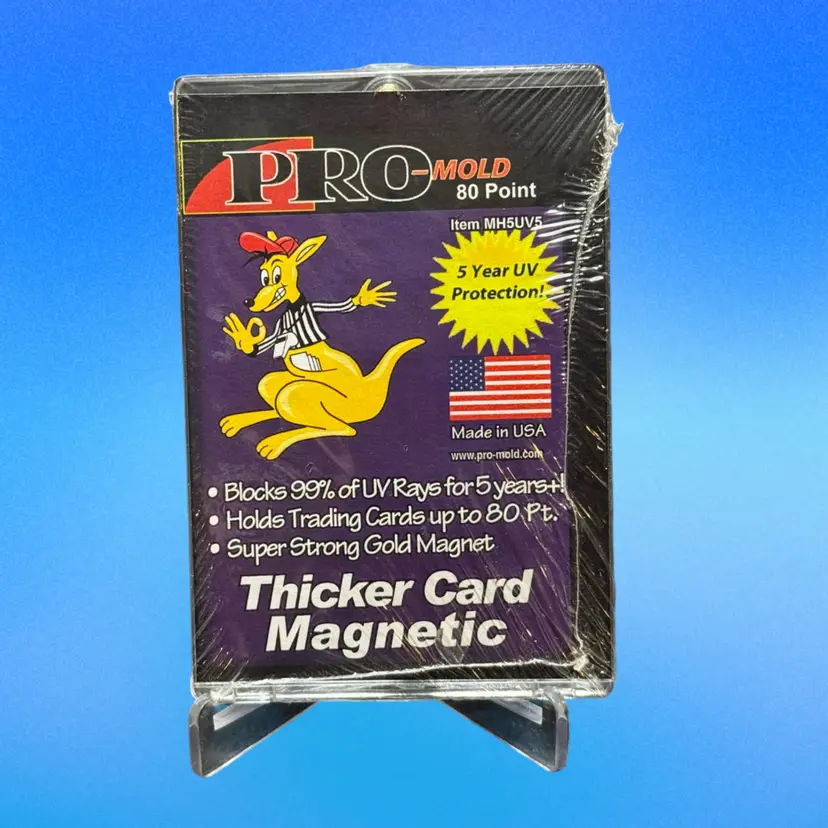 PRO-MOLD
80 Point
Item MH5UV5
5 Year UV
Protection!
Made in USA
www.pro-mold.com
• Blocks 99% of UV Rays for 5 years+!
• Holds Trading Cards up to 80 Pt.
• Super Strong Gold Magnet
Thicker Card
Magnetic